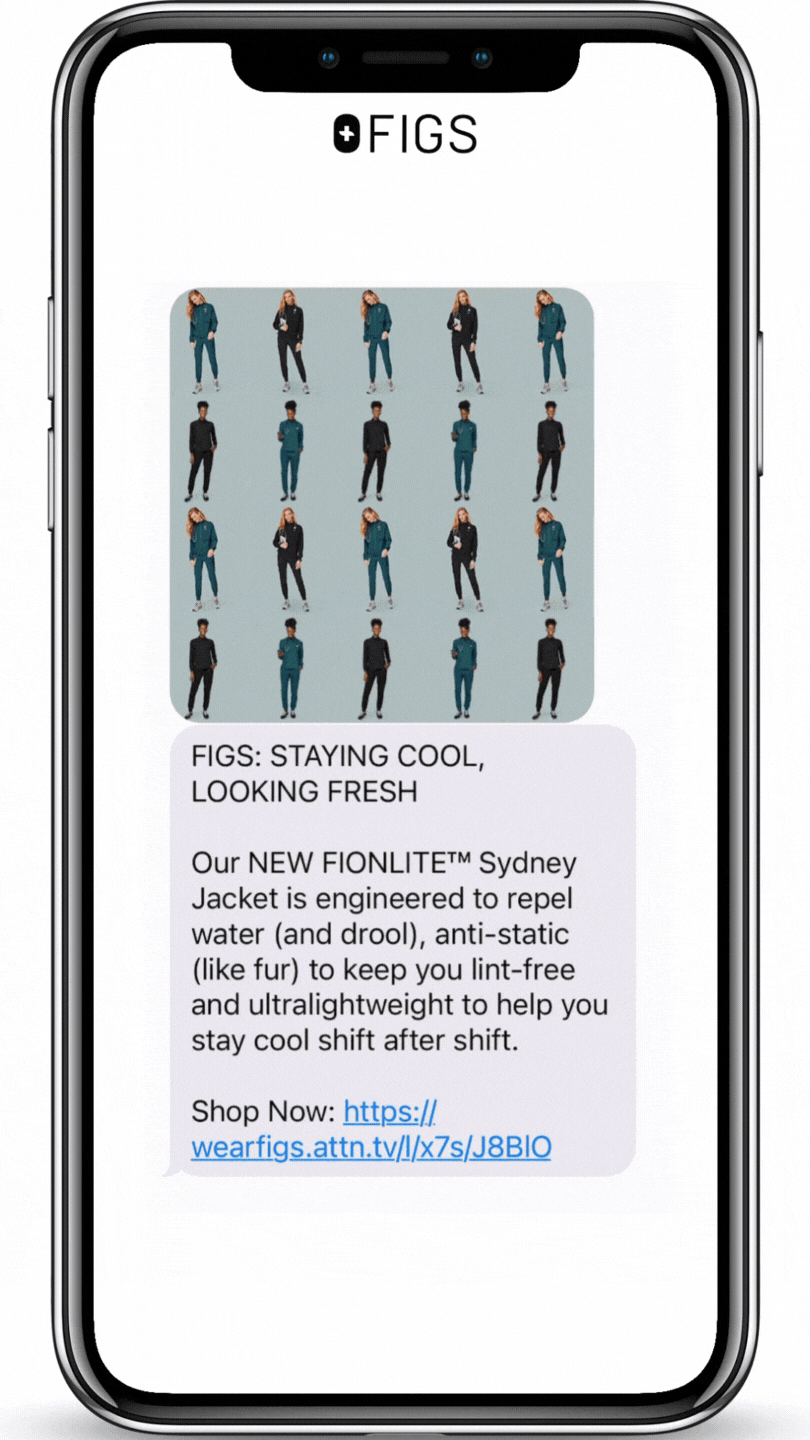 FIGS
FIGS: STAYING COOL,
LOOKING FRESH
Our NEW FIONLITE™ Sydney
Jacket is engineered to repel
water (and drool), anti-static
(like fur) to keep you lint-free
and ultralightweight to help you
stay cool shift after shift.
Shop Now: https://
wearfigs.attn.tv/l/x7s/J8BlO